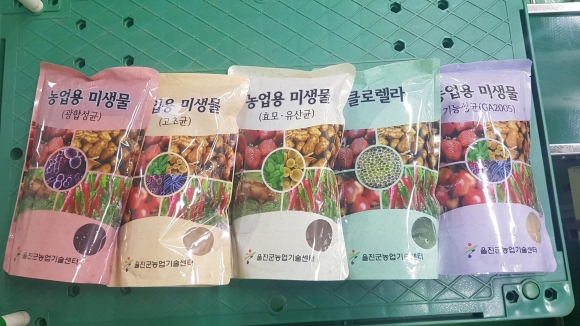 농업용 미생물
(광합성균)
울진군농업기술센터
업용 미생물
(고초균)
울진군농업기술센터
농업용 미생물
(효모·유산균)
울진군농업기술센터
클로렐라
울진군농업기술센터
농업용 미생물
기능성균(GA2005)
울진군농업기술센터